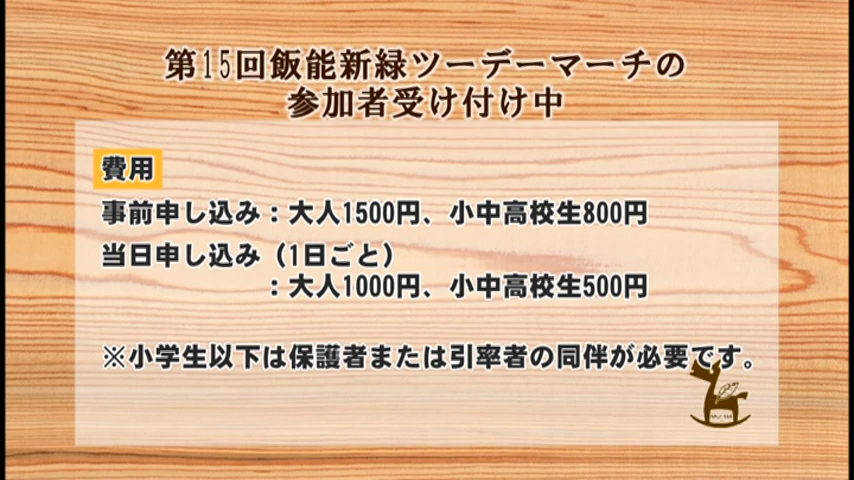 第15回飯能新緑ツーデーマーチの
参加者受け付け中
費用
事前申し込み：大人1500円、小中高校生800円
当日申し込み（1日ごと）
：大人1000円、小中高校生500円
※小学生以下は保護者または引率者の同伴が必要です。